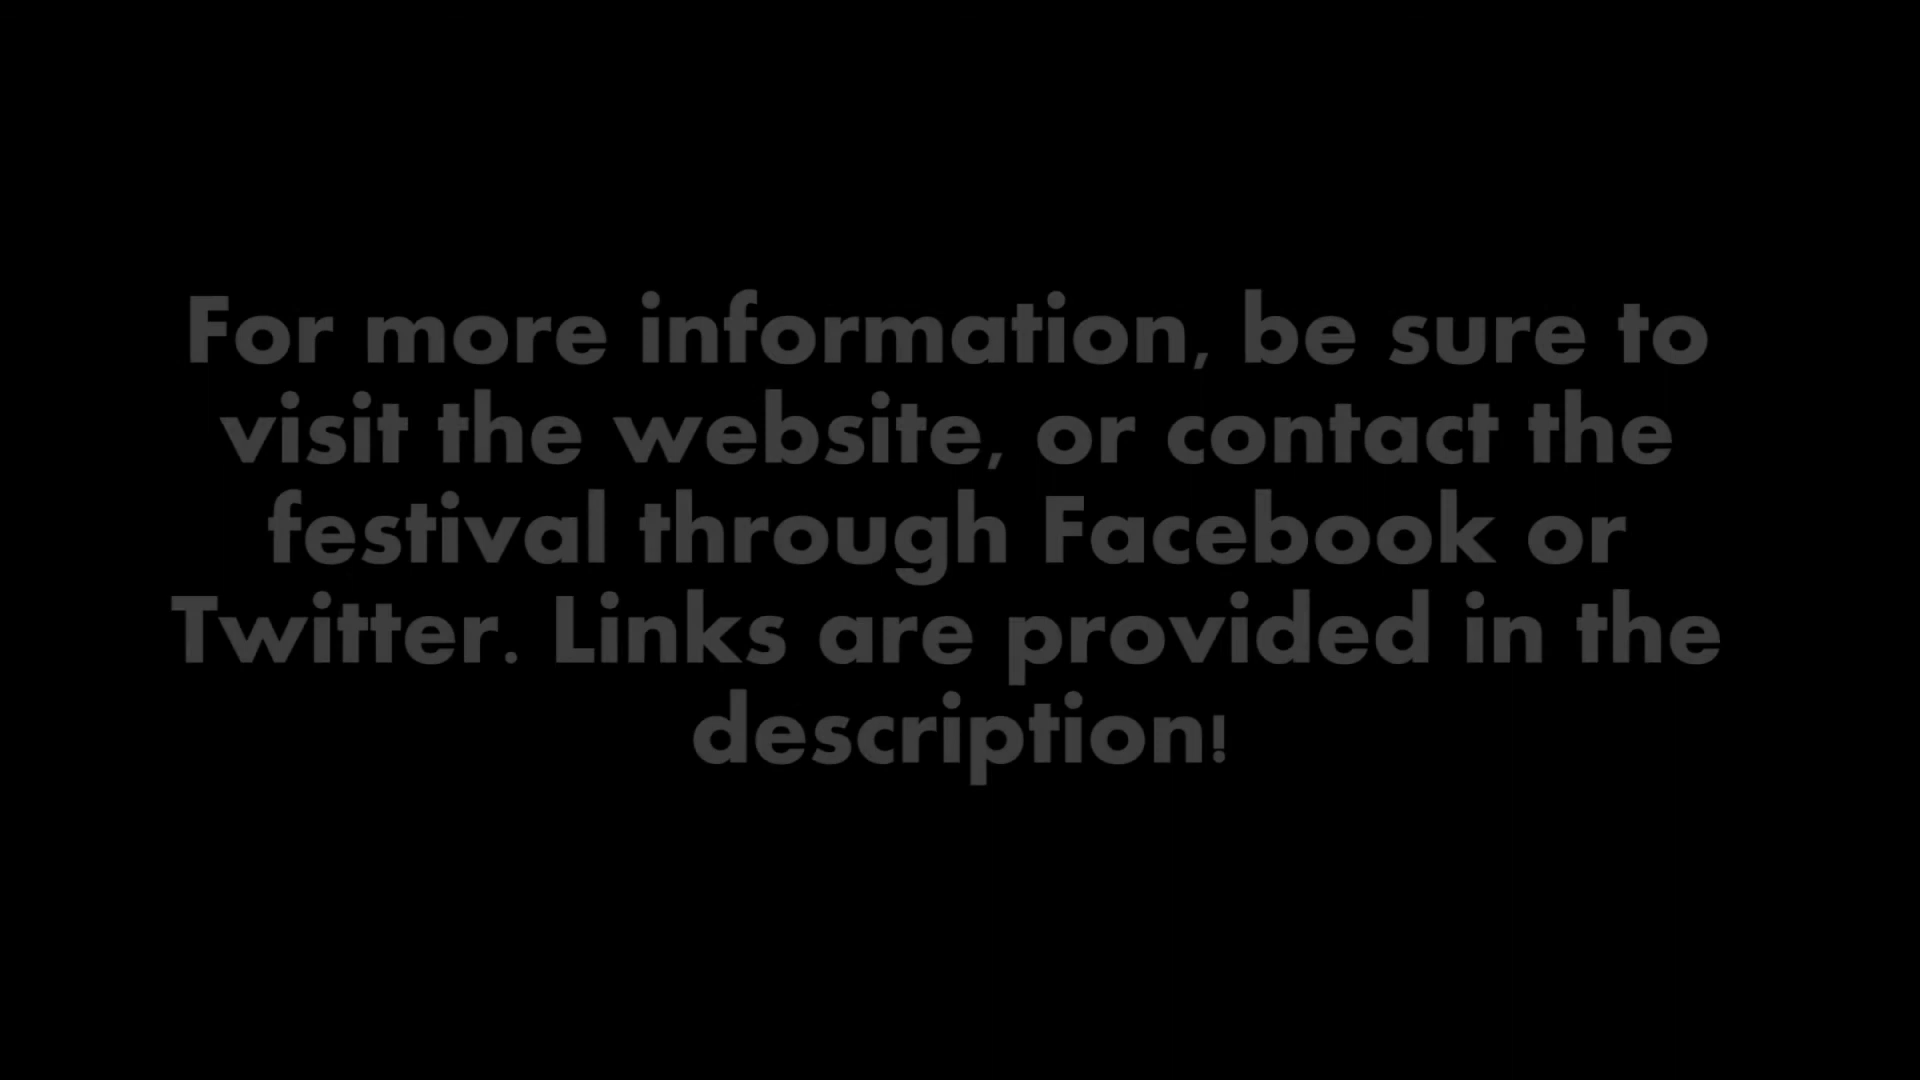 For more information, be sure to
visit the website, or contact the
festival through Facebook or
Twitter. Links are provided in the
description!